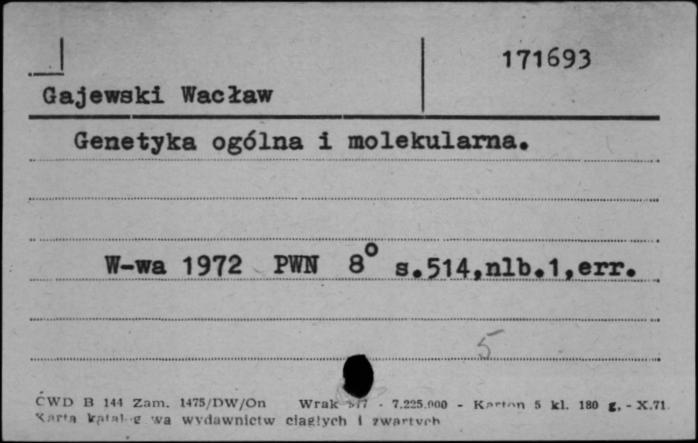 171693
Gajewski Wacław
Genetyka ogólna i molekularna.
W-wa 1972 PWN 8° s.514,nlb.1,err.
5
CWD B 144 Zam. 1475/DW/On Wrak - 7.225.000 - Karton 5 kl. 180 g, - X.71.
Karta wa wydawnictw ciągłych i zwartych